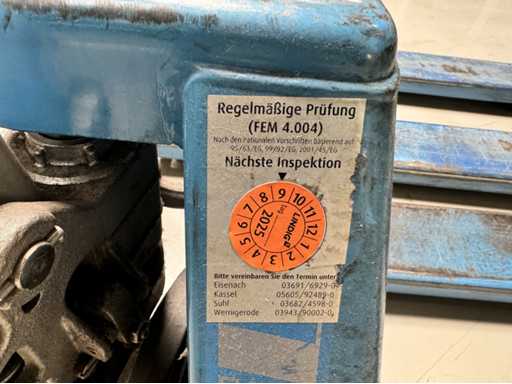 Regelmäßige Prüfung
(FEM 4.004)
Nach den nationalen Vorschriften basierend auf
95/63/EG, 99/92/EG, 2001/45/EG
Nächste Inspektion
1 2 3 4 5 6 7 8 9 10 11 12
2025
LINDIG
Bitte vereinbaren Sie den Termin unter
Eisenach 03691/6929-0
Kassel 05605/92489-0
Suhl 03682/4598-0
Wernigerode 03943/90002-0